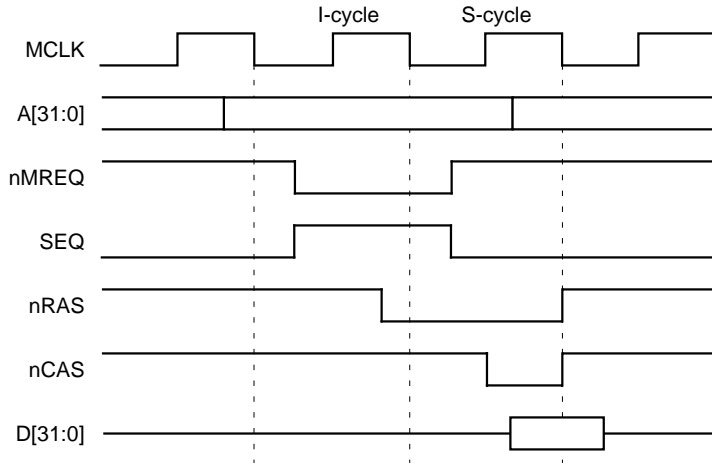 I-cycle S-cycle
MCLK
A[31:0]
nMREQ
SEQ
nRAS
nCAS
D[31:0]